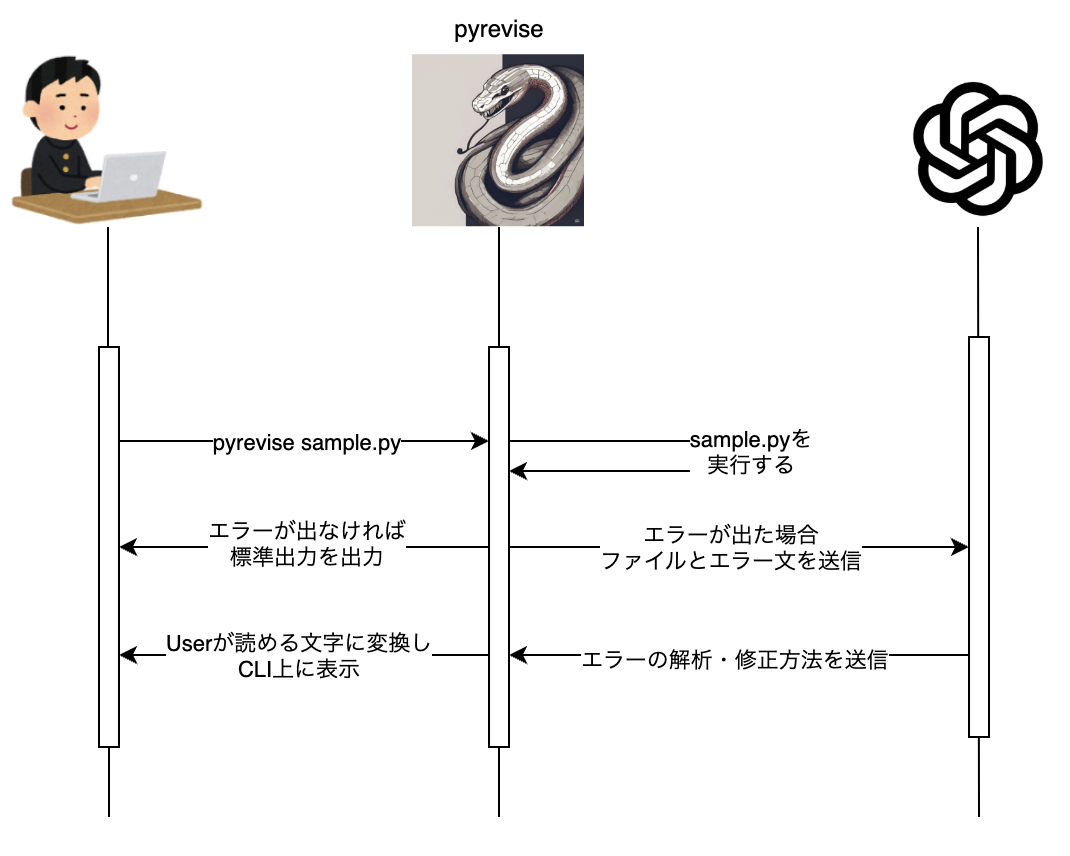 pyrevise
pyrevise sample.py
sample.pyを
実行する
エラーが出なければ
標準出力を出力
エラーが出た場合
ファイルとエラー文を送信
Userが読める文字に変換し
CLI上に表示
エラーの解析・修正方法を送信